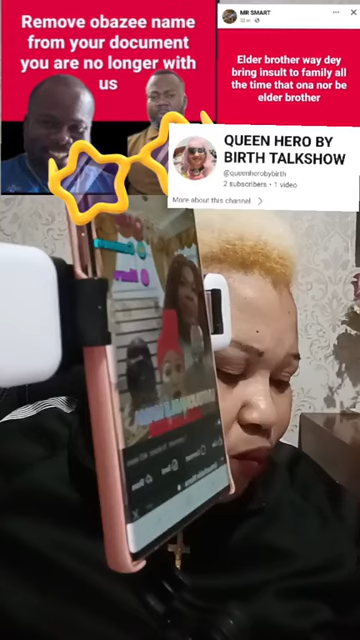 Remove obazee name
from your document
you are no longer with
us
MR SMART
Elder brother way dey
bring insult to family all
the time that ona nor be
elder brother
QUEEN HERO BY
BIRTH TALKSHOW
@queenherobybirth
2 subscribers • 1 video
More about this channel >